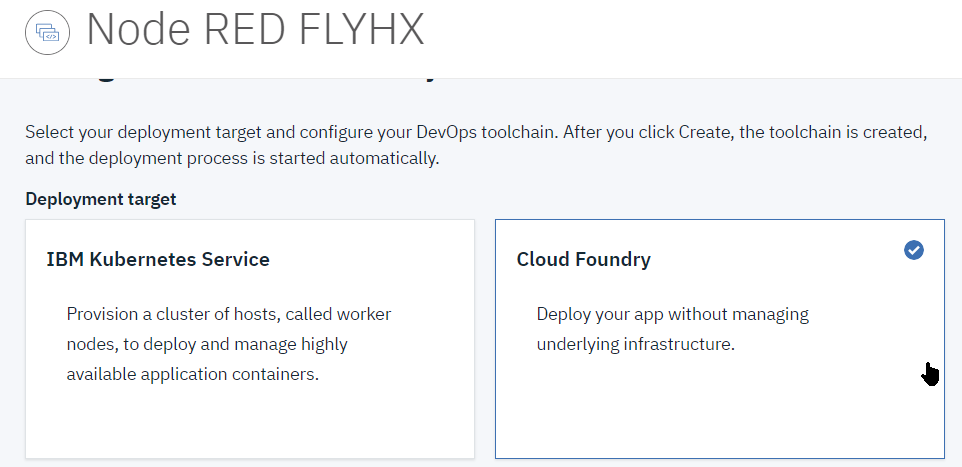 Node RED FLYHX
Select your deployment target and configure your DevOps toolchain. After you click Create, the toolchain is created,
and the deployment process is started automatically.
Deployment target
IBM Kubernetes Service
Provision a cluster of hosts, called worker
nodes, to deploy and manage highly
available application containers.
Cloud Foundry
Deploy your app without managing
underlying infrastructure.